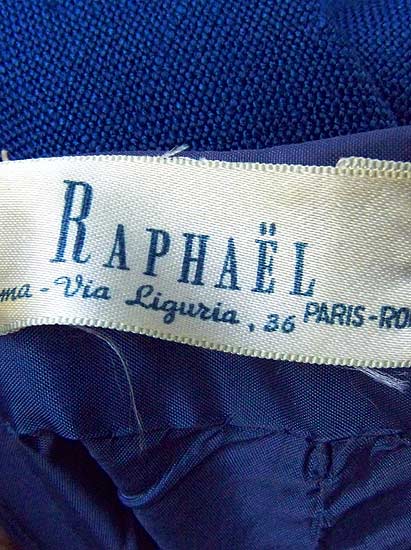 RAPHAËL
ma - Via Liguria, 36 PARIS-RO